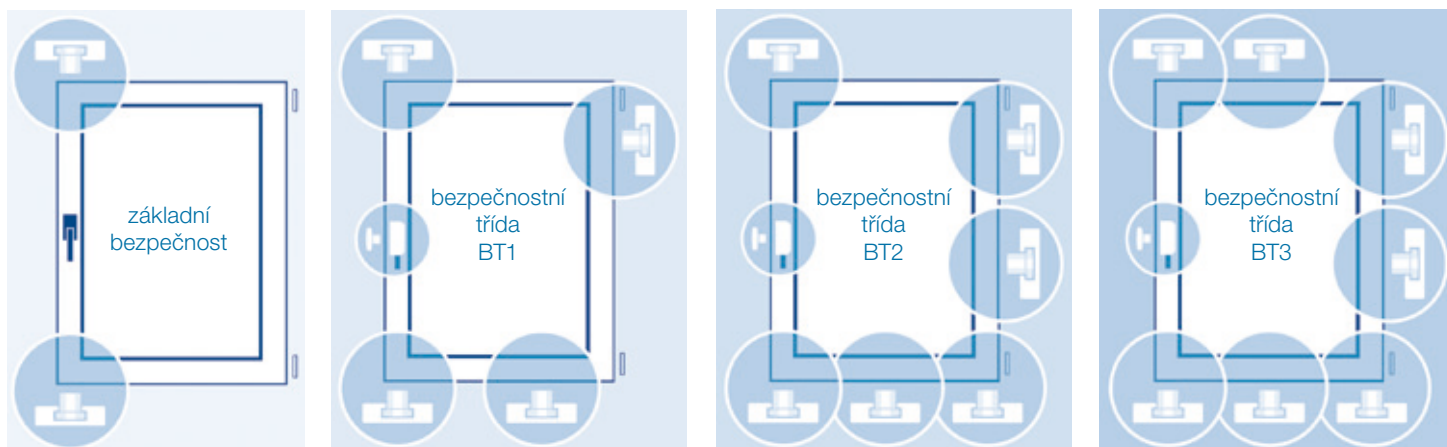 základní
bezpečnost
bezpečnostní
třída
BT1
bezpečnostní
třída
BT2
bezpečnostní
třída
BT3